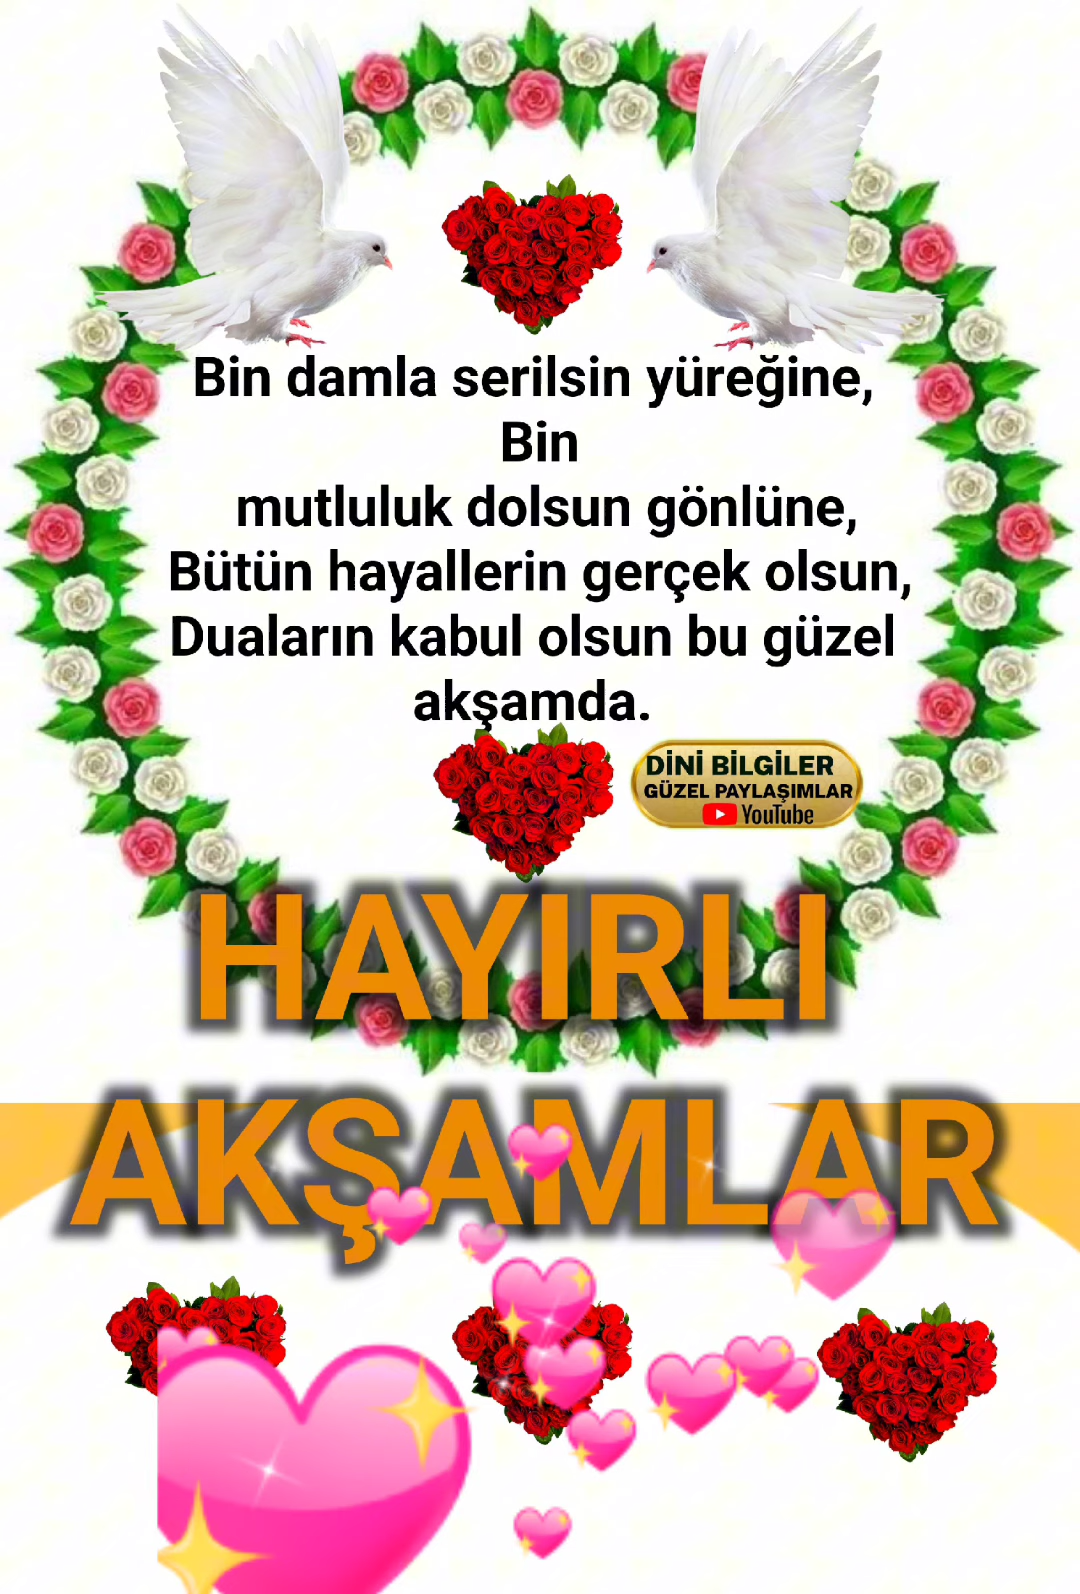 Bin damla serilsin yüreğine,
Bin
mutluluk dolsun gönlüne,
Bütün hayallerin gerçek olsun,
Duaların kabul olsun bu güzel
akşamda.
DİNİ BİLGİLER
GÜZEL PAYLAŞIMLAR
YouTube
HAYIRLI
AKŞAMLAR